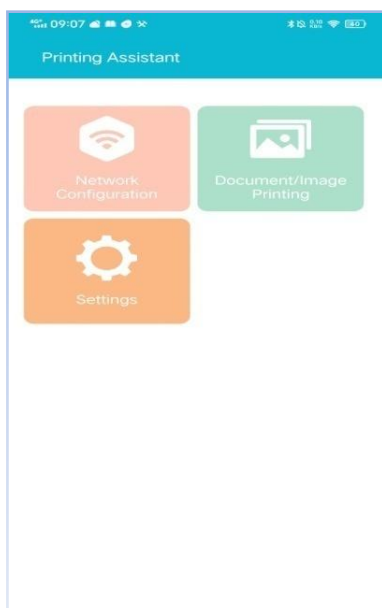 09:07
Printing Assistant
Network
Configuration
Document/Image
Printing
Settings